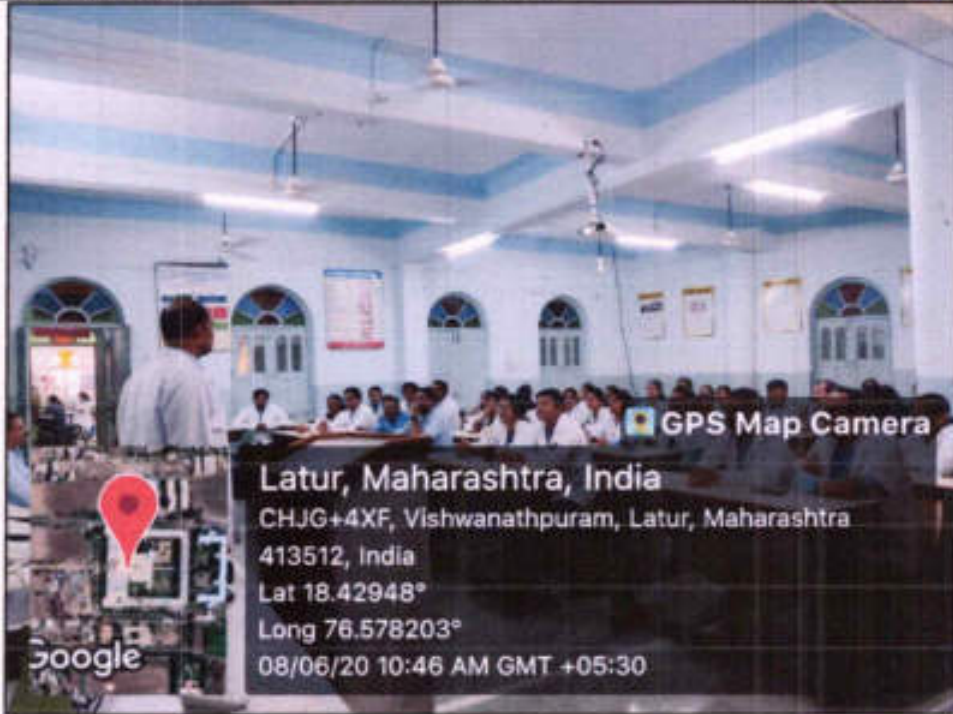 GPS Map Camera
Latur, Maharashtra, India
CHJG+4XF, Vishwanathpuram, Latur, Maharashtra
413512, India
Lat 18.42948°
Long 76.578203°
08/06/20 10:46 AM GMT +05:30
Google